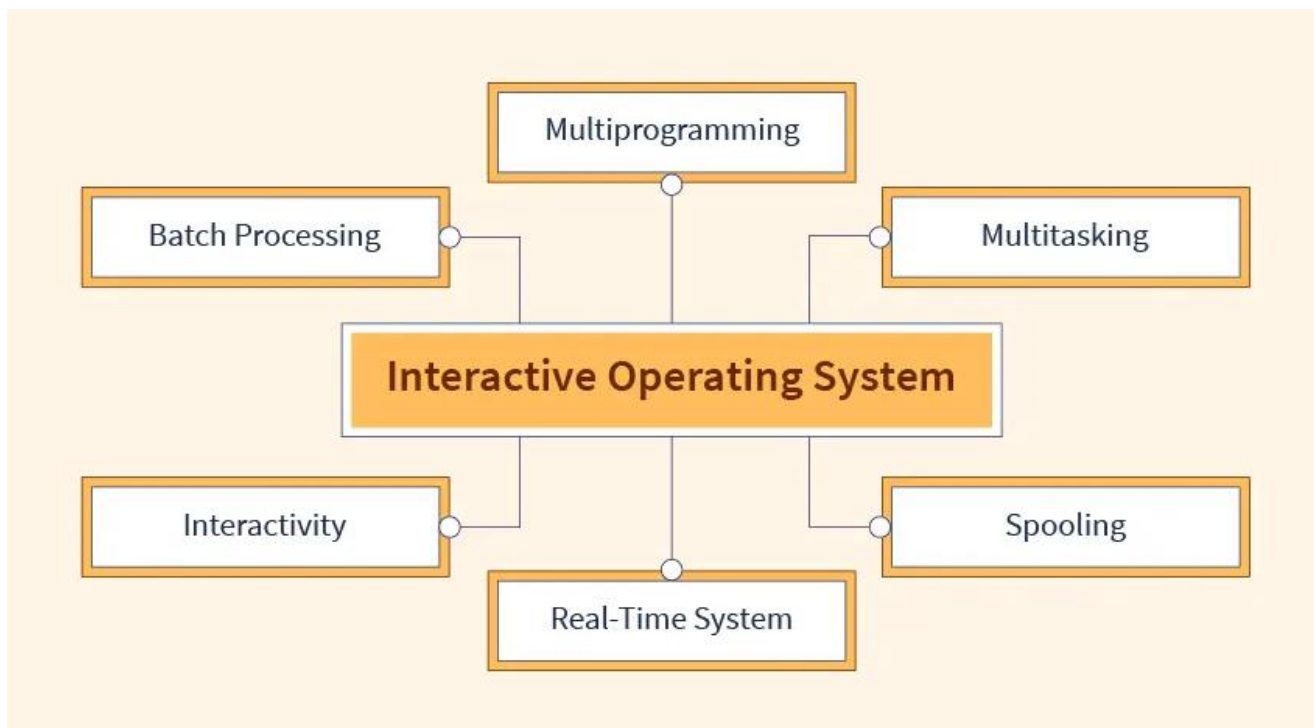 Multiprogramming
Batch Processing
Multitasking
Interactive Operating System
Interactivity
Spooling
Real-Time System